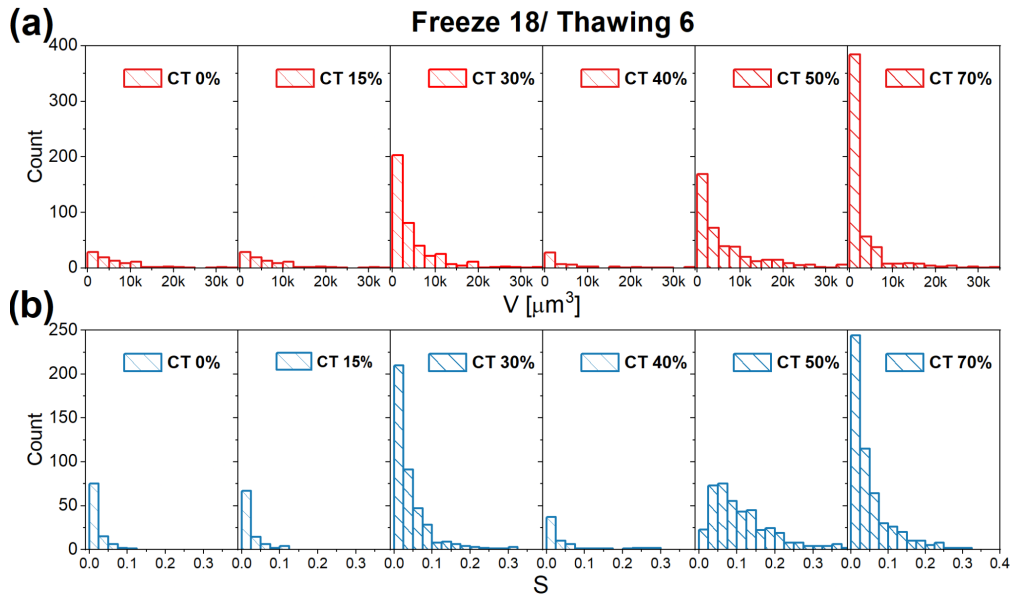 (a) Freeze 18/ Thawing 6
400
300
200
100
0
Count
CT 0% CT 15% CT 30% CT 40% CT 50% CT 70%
0 10k 20k 30k 0 10k 20k 30k 0 10k 20k 30k 0 10k 20k 30k 0 10k 20k 30k 0 10k 20k 30k
V [μm³]
(b)
250
200
150
100
50
0
Count
CT 0% CT 15% CT 30% CT 40% CT 50% CT 70%
0.0 0.1 0.2 0.3 0.0 0.1 0.2 0.3 0.0 0.1 0.2 0.3 0.0 0.1 0.2 0.3 0.0 0.1 0.2 0.3 0.0 0.1 0.2 0.3 0.4
S